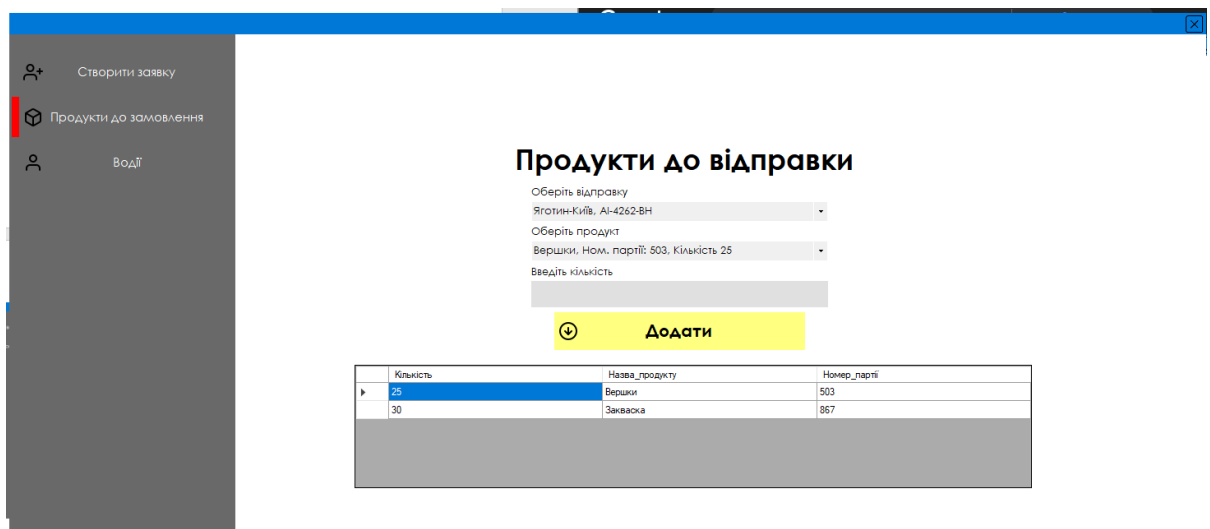 Створити заявку
Продукти до замовлення
Водії
Продукти до відправки
Оберіть відправку
Яготин-Київ, AI-4262-BH
Оберіть продукт
Вершки, Ном. партії: 503, Кількість 25
Введіть кількість
Додати
Кількість Назва_продукту Номер_партії
25 Вершки 503
30 Закваска 867